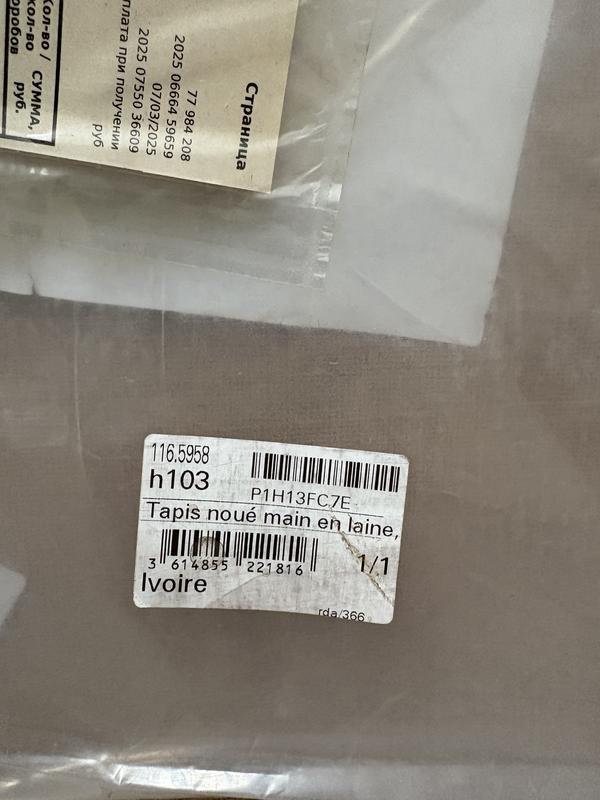 Страница
77 984 208
2025 06664 59659
07/03/2025
2025 07550 36609
плата при получении
руб
СУММА,
руб.
кол-во /
кол-во
оробов
116.5958
h103
P1H13FC7E
Tapis noué main en laine,
3 614855 221816
1/1
Ivoire
rda/366